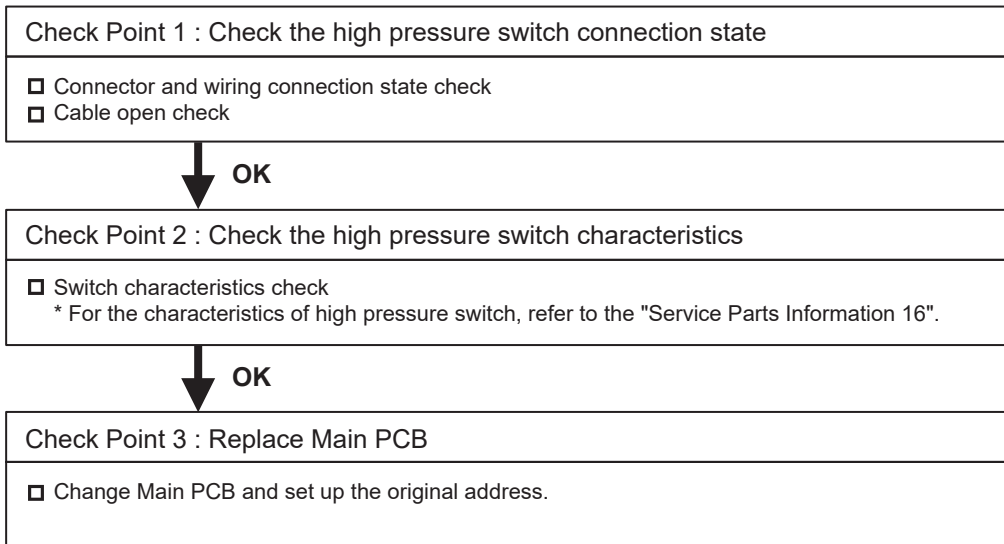 Check Point 1 : Check the high pressure switch connection state
Connector and wiring connection state check
Cable open check
OK
Check Point 2 : Check the high pressure switch characteristics
Switch characteristics check
* For the characteristics of high pressure switch, refer to the "Service Parts Information 16".
OK
Check Point 3 : Replace Main PCB
Change Main PCB and set up the original address.